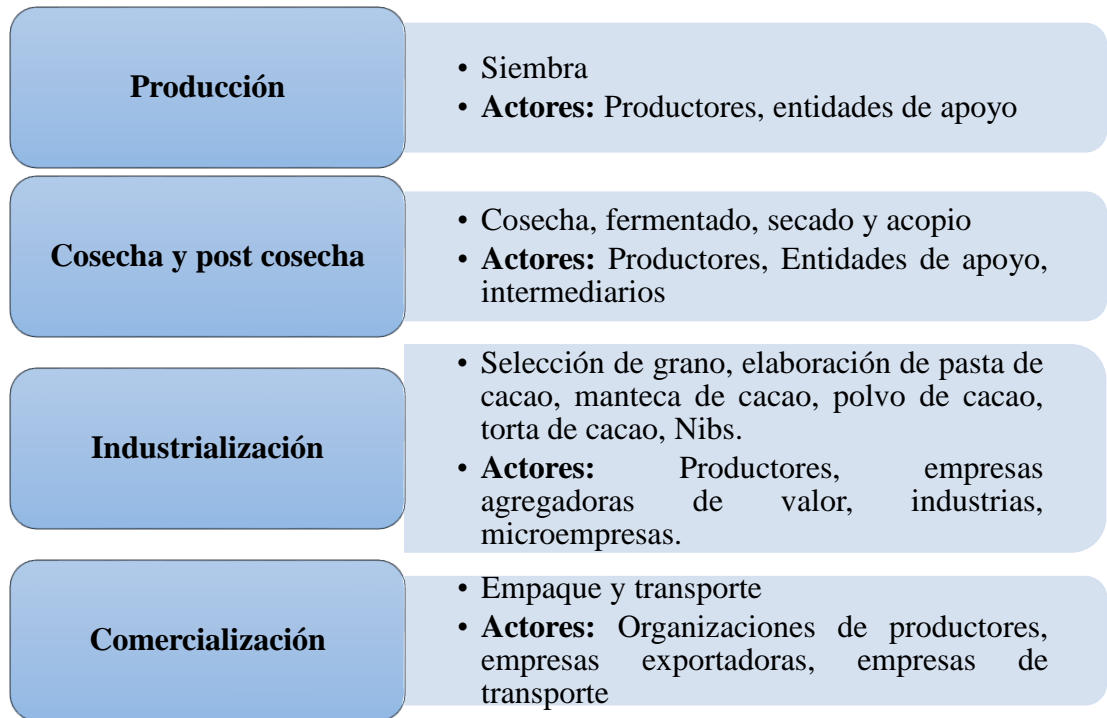 Producción
• Siembra
• Actores: Productores, entidades de apoyo
Cosecha y post cosecha
• Cosecha, fermentado, secado y acopio
• Actores: Productores, Entidades de apoyo,
intermediarios
Industrialización
• Selección de grano, elaboración de pasta de
cacao, manteca de cacao, polvo de cacao,
torta de cacao, Nibs.
• Actores: Productores, empresas
agregadoras de valor, industrias,
microempresas.
Comercialización
• Empaque y transporte
• Actores: Organizaciones de productores,
empresas exportadoras, empresas de
transporte